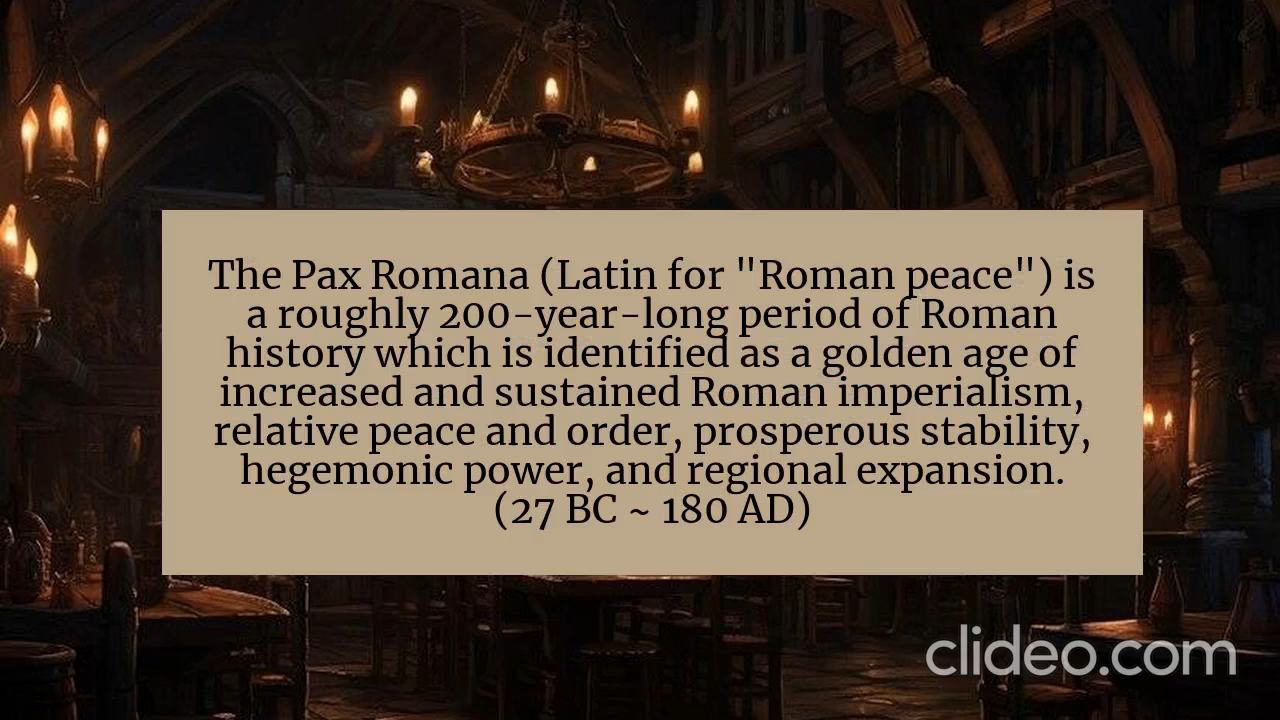 The Pax Romana (Latin for "Roman peace") is
a roughly 200-year-long period of Roman
history which is identified as a golden age of
increased and sustained Roman imperialism,
relative peace and order, prosperous stability,
hegemonic power, and regional expansion.
(27 BC ~ 180 AD)
clideo.com